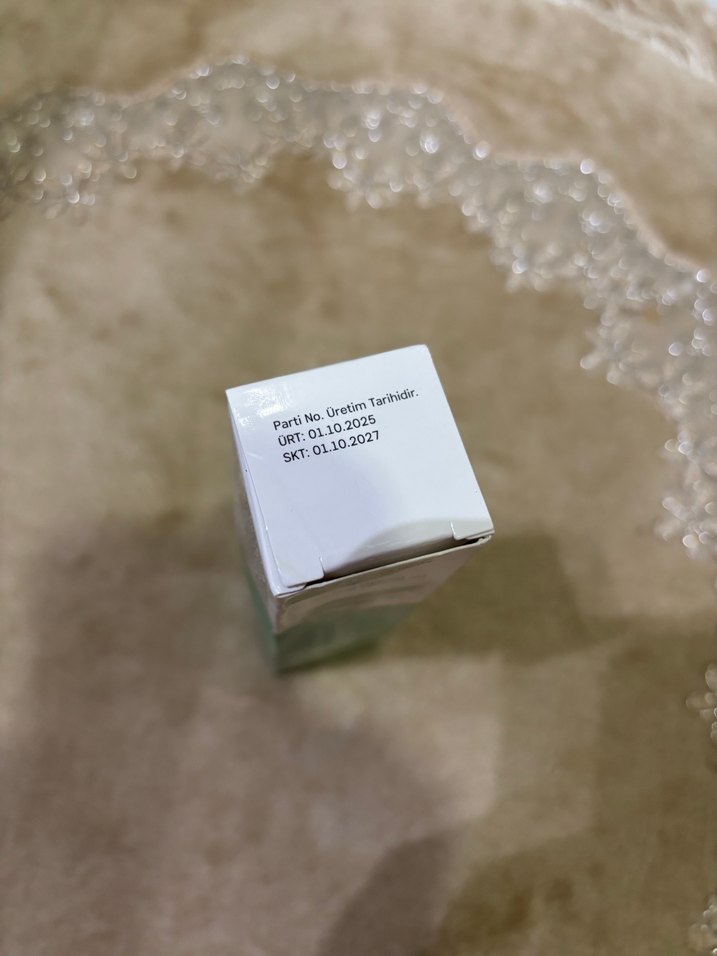 Parti No. Üretim Tarihidir.
ÜRT: 01.10.2025
SKT: 01.10.2027